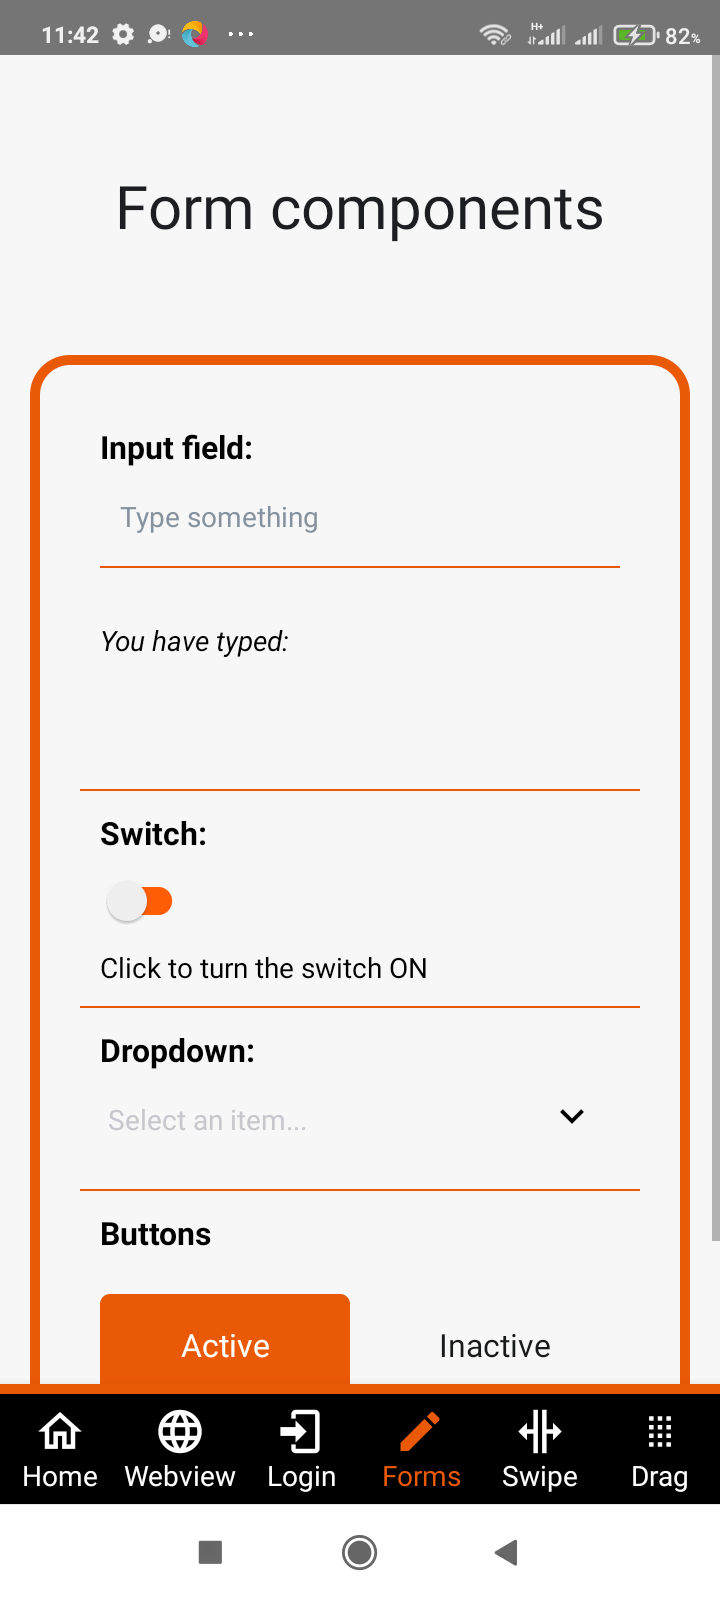 11:42 H+ 82%
Form components
Input field:
Type something
You have typed:
Switch:
Click to turn the switch ON
Dropdown:
Select an item...
Buttons
Active Inactive
Home Webview Login Forms Swipe Drag